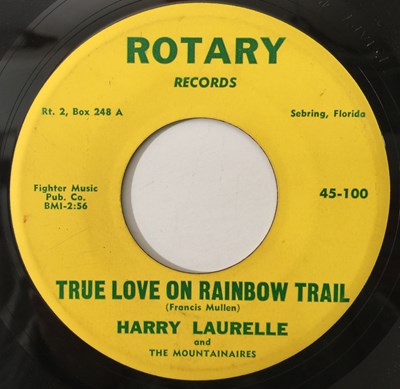 ROTARY
RECORDS
Rt. 2, Box 248 A
Sebring, Florida
Fighter Music
Pub. Co.
BMI-2:56
45-100
TRUE LOVE ON RAINBOW TRAIL
(Francis Mullen)
HARRY LAURELLE
and
THE MOUNTAINAIRES